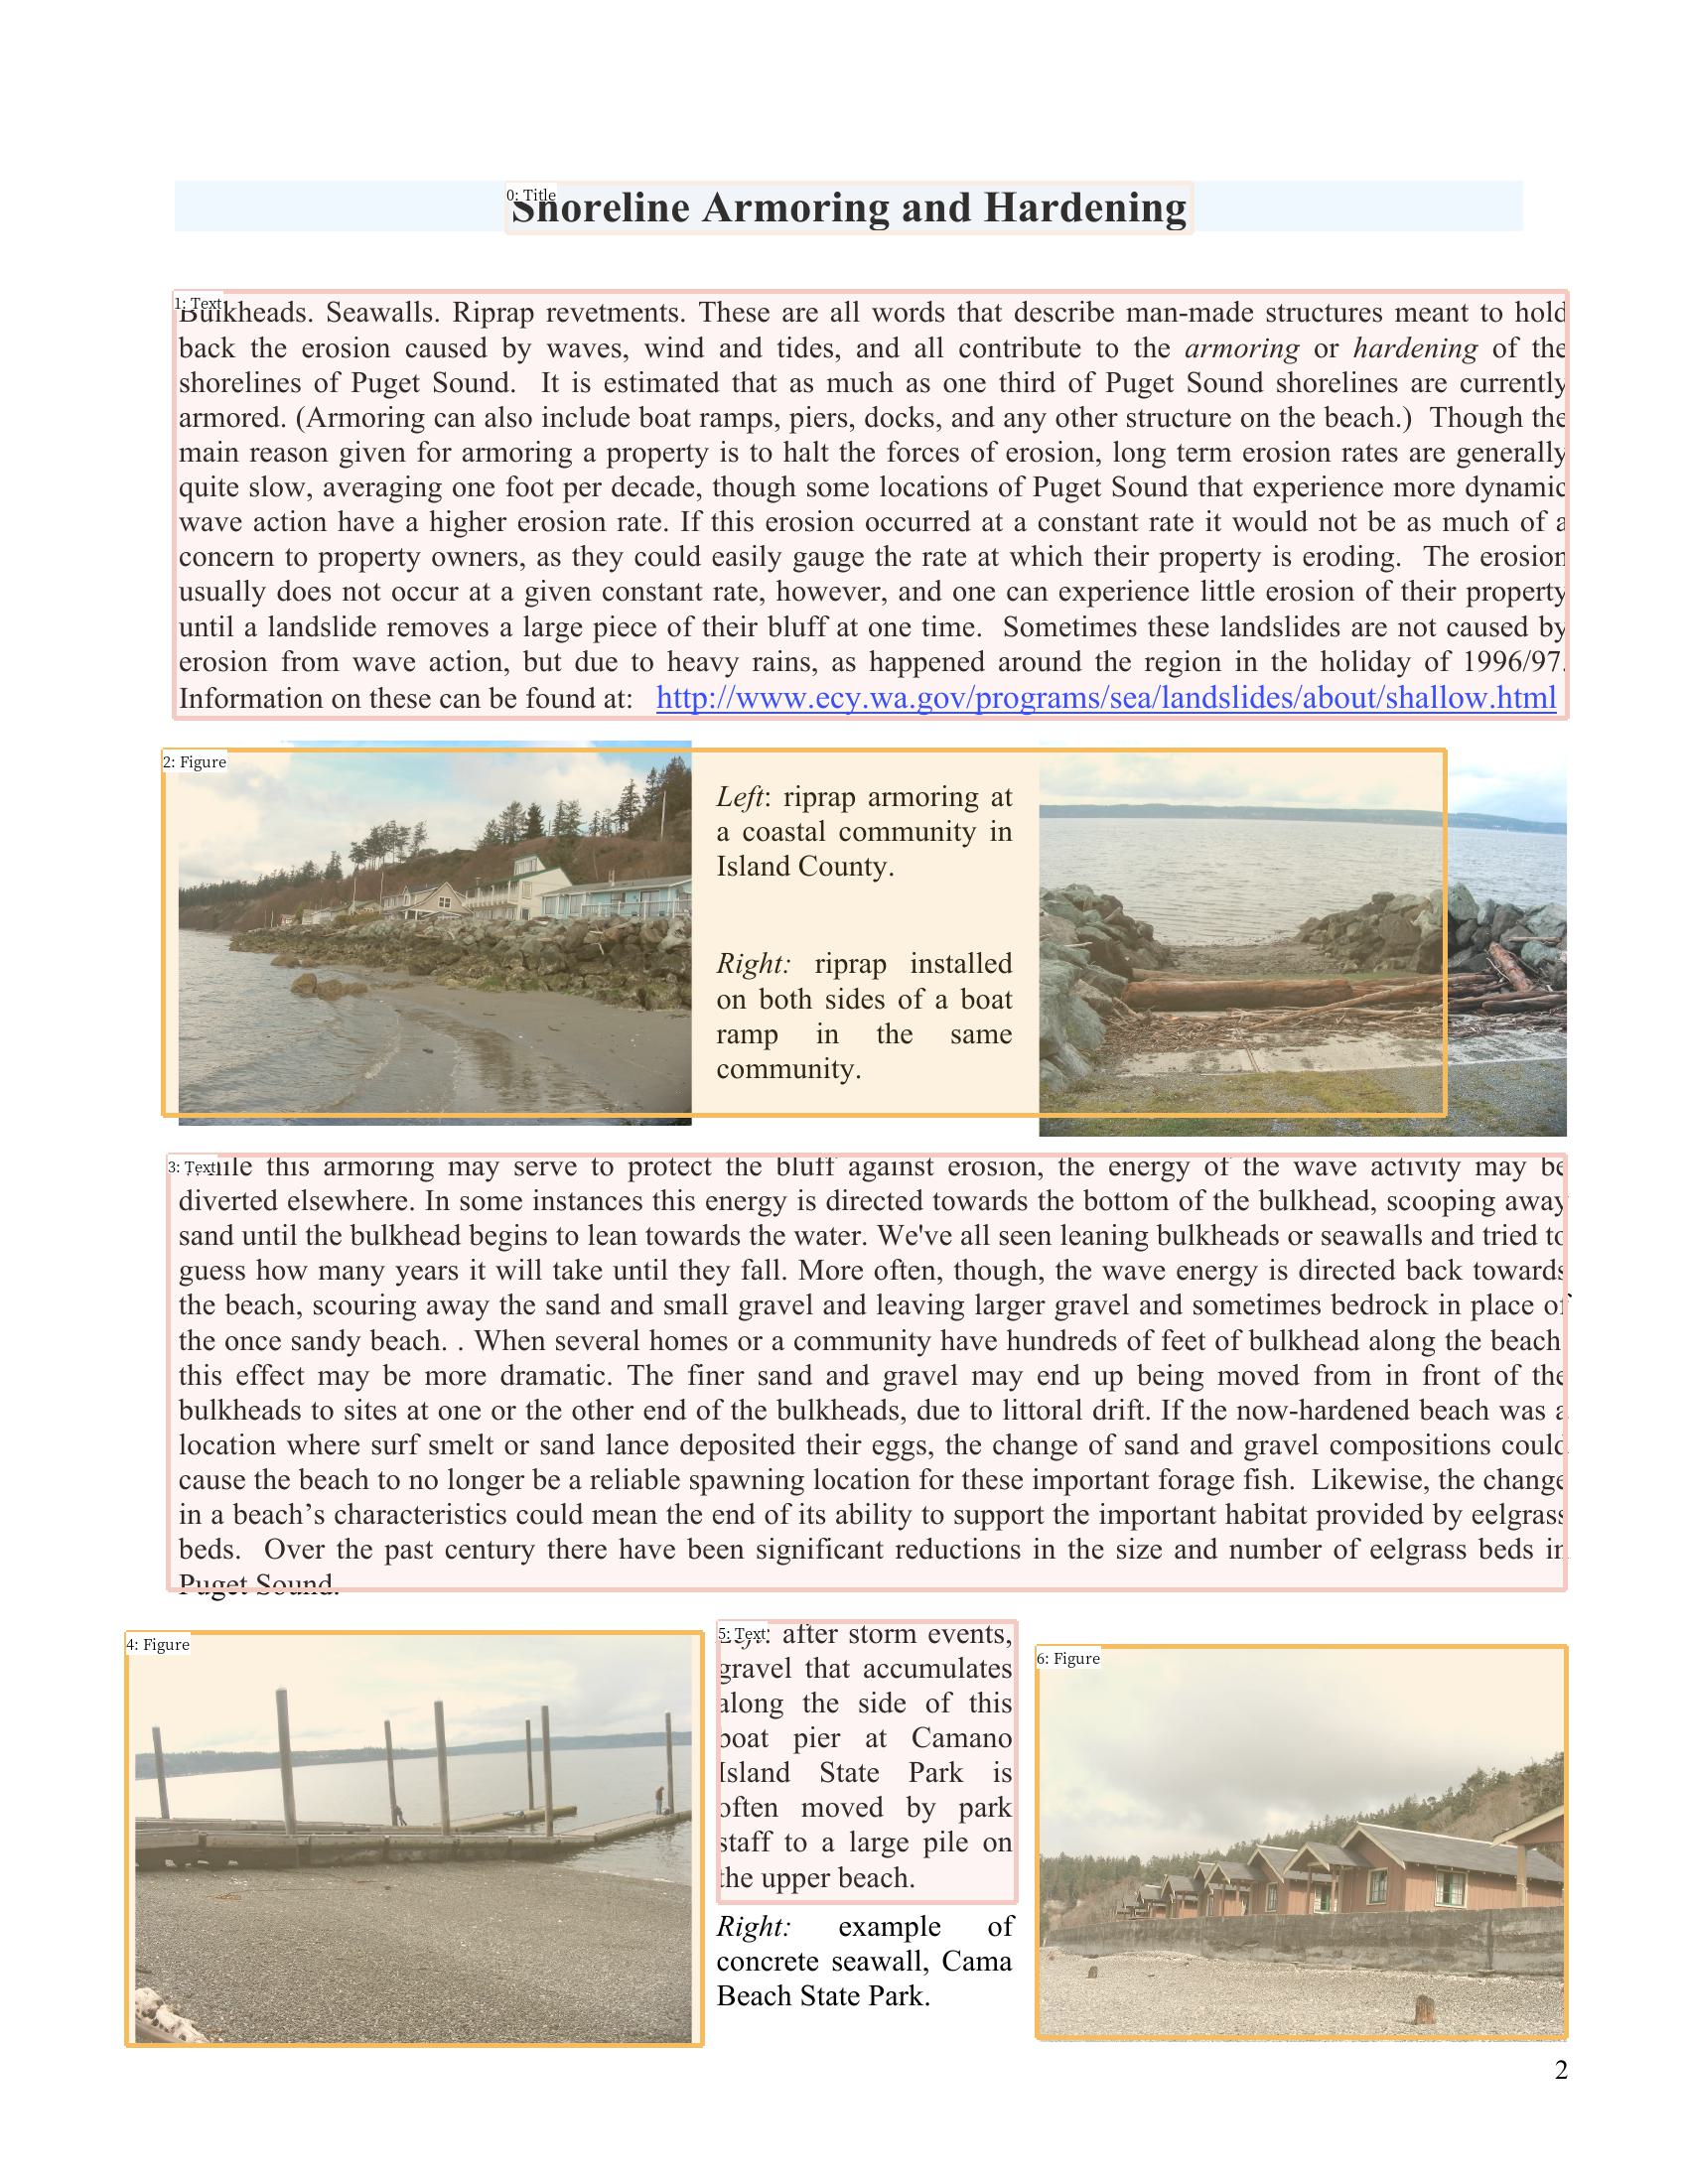 0: Title
Shoreline Armoring and Hardening
1: Text
Bulkheads. Seawalls. Riprap revetments. These are all words that describe man-made structures meant to hold
back the erosion caused by waves, wind and tides, and all contribute to the armoring or hardening of the
shorelines of Puget Sound. It is estimated that as much as one third of Puget Sound shorelines are currently
armored. (Armoring can also include boat ramps, piers, docks, and any other structure on the beach.) Though the
main reason given for armoring a property is to halt the forces of erosion, long term erosion rates are generally
quite slow, averaging one foot per decade, though some locations of Puget Sound that experience more dynamic
wave action have a higher erosion rate. If this erosion occurred at a constant rate it would not be as much of a
concern to property owners, as they could easily gauge the rate at which their property is eroding. The erosion
usually does not occur at a given constant rate, however, and one can experience little erosion of their property
until a landslide removes a large piece of their bluff at one time. Sometimes these landslides are not caused by
erosion from wave action, but due to heavy rains, as happened around the region in the holiday of 1996/97.
Information on these can be found at: http://www.ecy.wa.gov/programs/sea/landslides/about/shallow.html
2: Figure
Left: riprap armoring at
a coastal community in
Island County.
Right: riprap installed
on both sides of a boat
ramp in the same
community.
3: Text
While this armoring may serve to protect the bluff against erosion, the energy of the wave activity may be
diverted elsewhere. In some instances this energy is directed towards the bottom of the bulkhead, scooping away
sand until the bulkhead begins to lean towards the water. We've all seen leaning bulkheads or seawalls and tried to
guess how many years it will take until they fall. More often, though, the wave energy is directed back towards
the beach, scouring away the sand and small gravel and leaving larger gravel and sometimes bedrock in place of
the once sandy beach. . When several homes or a community have hundreds of feet of bulkhead along the beach
this effect may be more dramatic. The finer sand and gravel may end up being moved from in front of the
bulkheads to sites at one or the other end of the bulkheads, due to littoral drift. If the now-hardened beach was a
location where surf smelt or sand lance deposited their eggs, the change of sand and gravel compositions could
cause the beach to no longer be a reliable spawning location for these important forage fish. Likewise, the change
in a beach’s characteristics could mean the end of its ability to support the important habitat provided by eelgrass
beds. Over the past century there have been significant reductions in the size and number of eelgrass beds in
Puget Sound.
4: Figure
5: Text
Left: after storm events,
gravel that accumulates
along the side of this
boat pier at Camano
Island State Park is
often moved by park
staff to a large pile on
the upper beach.
Right: example of
concrete seawall, Cama
Beach State Park.
6: Figure
2